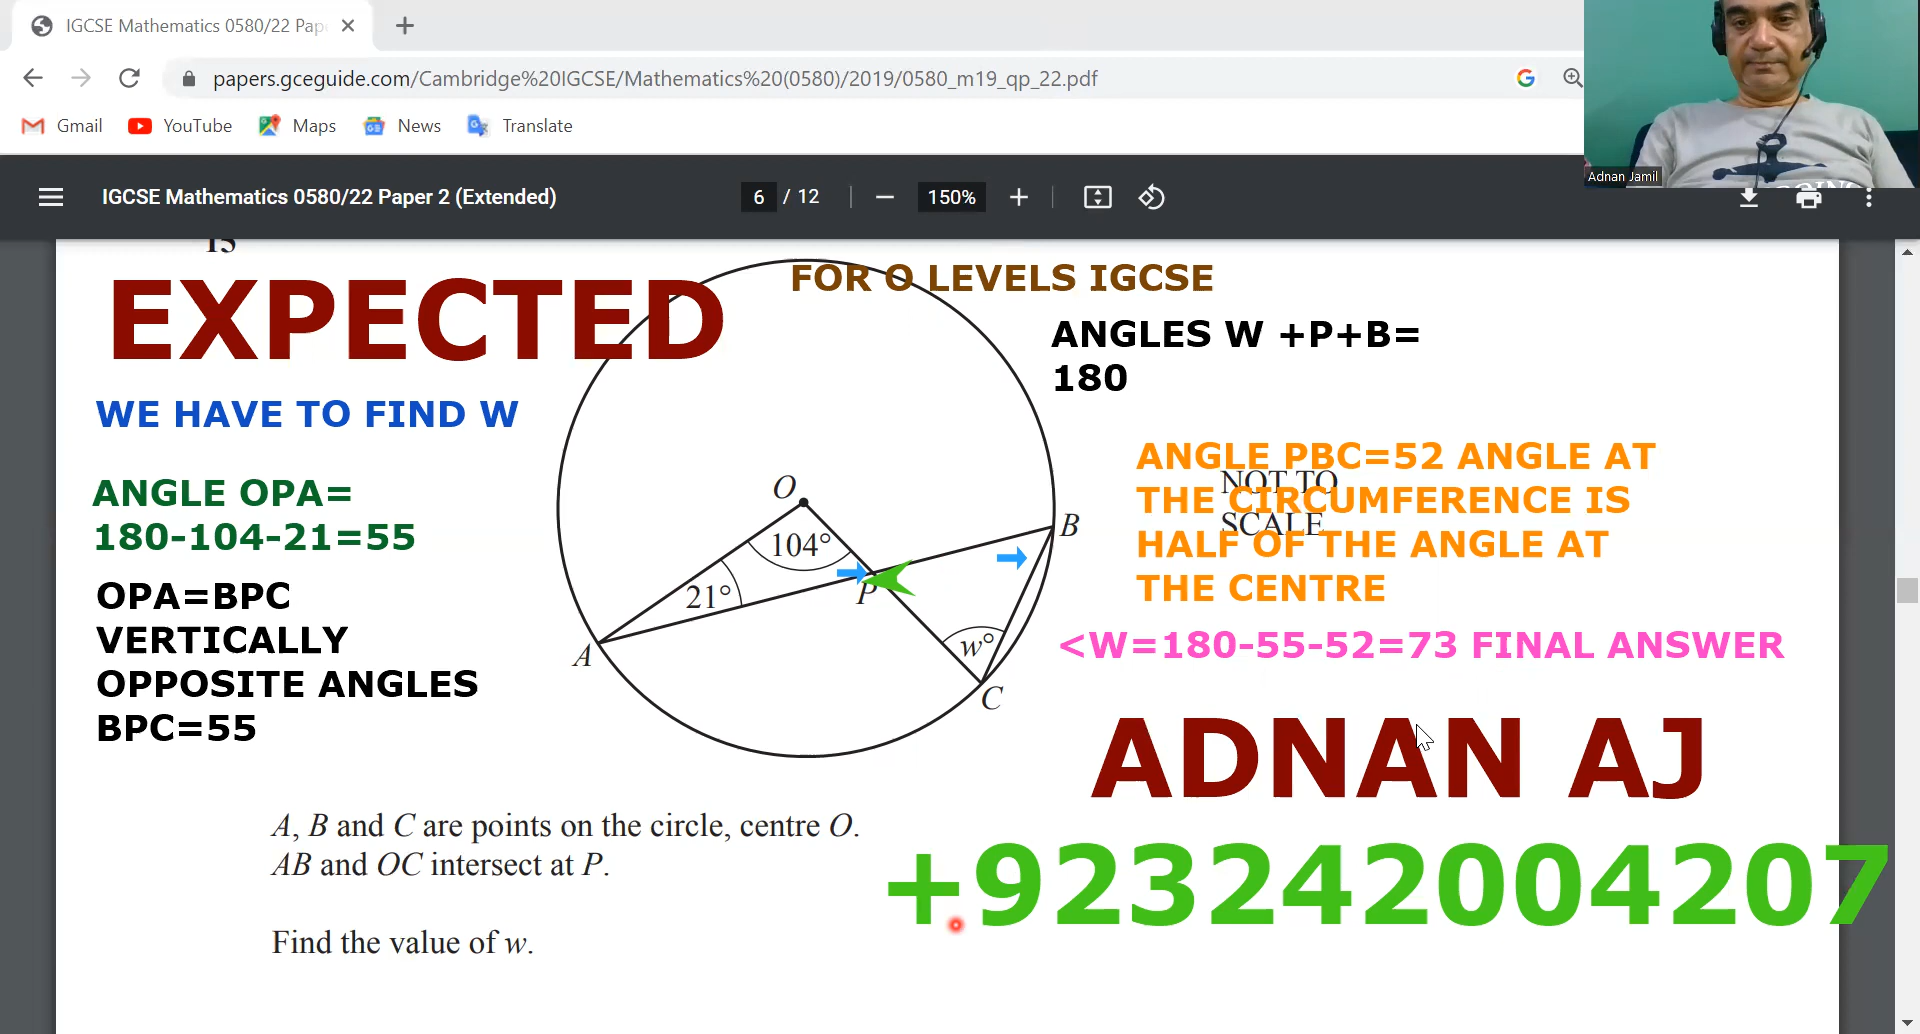 IGCSE Mathematics 0580/22 Pap
papers.gceguide.com/Cambridge%20IGCSE/Mathematics%20(0580)/2019/0580_m19_qp_22.pdf
Gmail YouTube Maps News Translate
Adnan Jamil
IGCSE Mathematics 0580/22 Paper 2 (Extended) 6 / 12 150%
15
EXPECTED
FOR O LEVELS IGCSE
ANGLES W +P+B=
180
WE HAVE TO FIND W
ANGLE OPA=
180-104-21=55
OPA=BPC
VERTICALLY
OPPOSITE ANGLES
BPC=55
O
104°
21°
P
A
B
w°
C
NOT TO
SCALE
ANGLE PBC=52 ANGLE AT
THE CIRCUMFERENCE IS
HALF OF THE ANGLE AT
THE CENTRE
<W=180-55-52=73 FINAL ANSWER
ADNAN AJ
+923242004207
A, B and C are points on the circle, centre O.
AB and OC intersect at P.
Find the value of w.